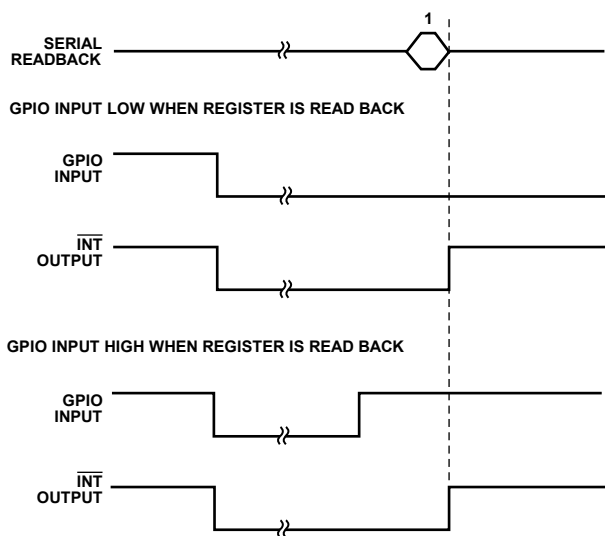 1
SERIAL
READBACK
GPIO INPUT LOW WHEN REGISTER IS READ BACK
GPIO
INPUT
INT
OUTPUT
GPIO INPUT HIGH WHEN REGISTER IS READ BACK
GPIO
INPUT
INT
OUTPUT